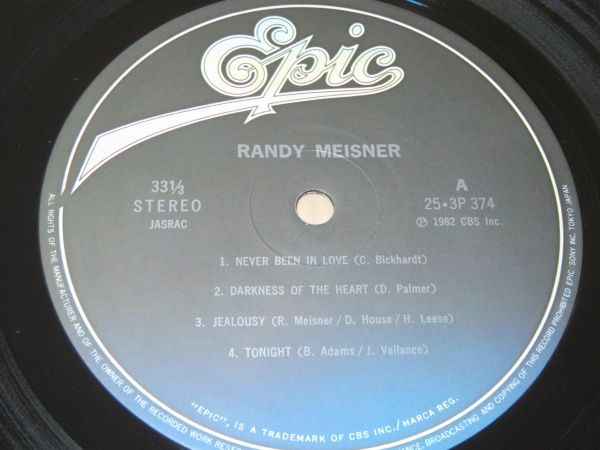 Epic
RANDY MEISNER
33⅓
STEREO
JASRAC
A
25•3P 374
Ⓟ 1982 CBS Inc.
1. NEVER BEEN IN LOVE (C. Bickhardt)
2. DARKNESS OF THE HEART (D. Palmer)
3. JEALOUSY (R. Meisner/D. House/H. Leese)
4. TONIGHT (B. Adams/J. Vallance)
"EPIC", IS A TRADEMARK OF CBS INC./MARCA REG.
ALL RIGHTS OF THE MANUFACTURER AND OF THE OWNER OF THE RECORDED WORK RESE
BROADCASTING AND COPYING OF THIS RECORD PROHIBITED EPIC SONY INC. TOKYO JAPAN